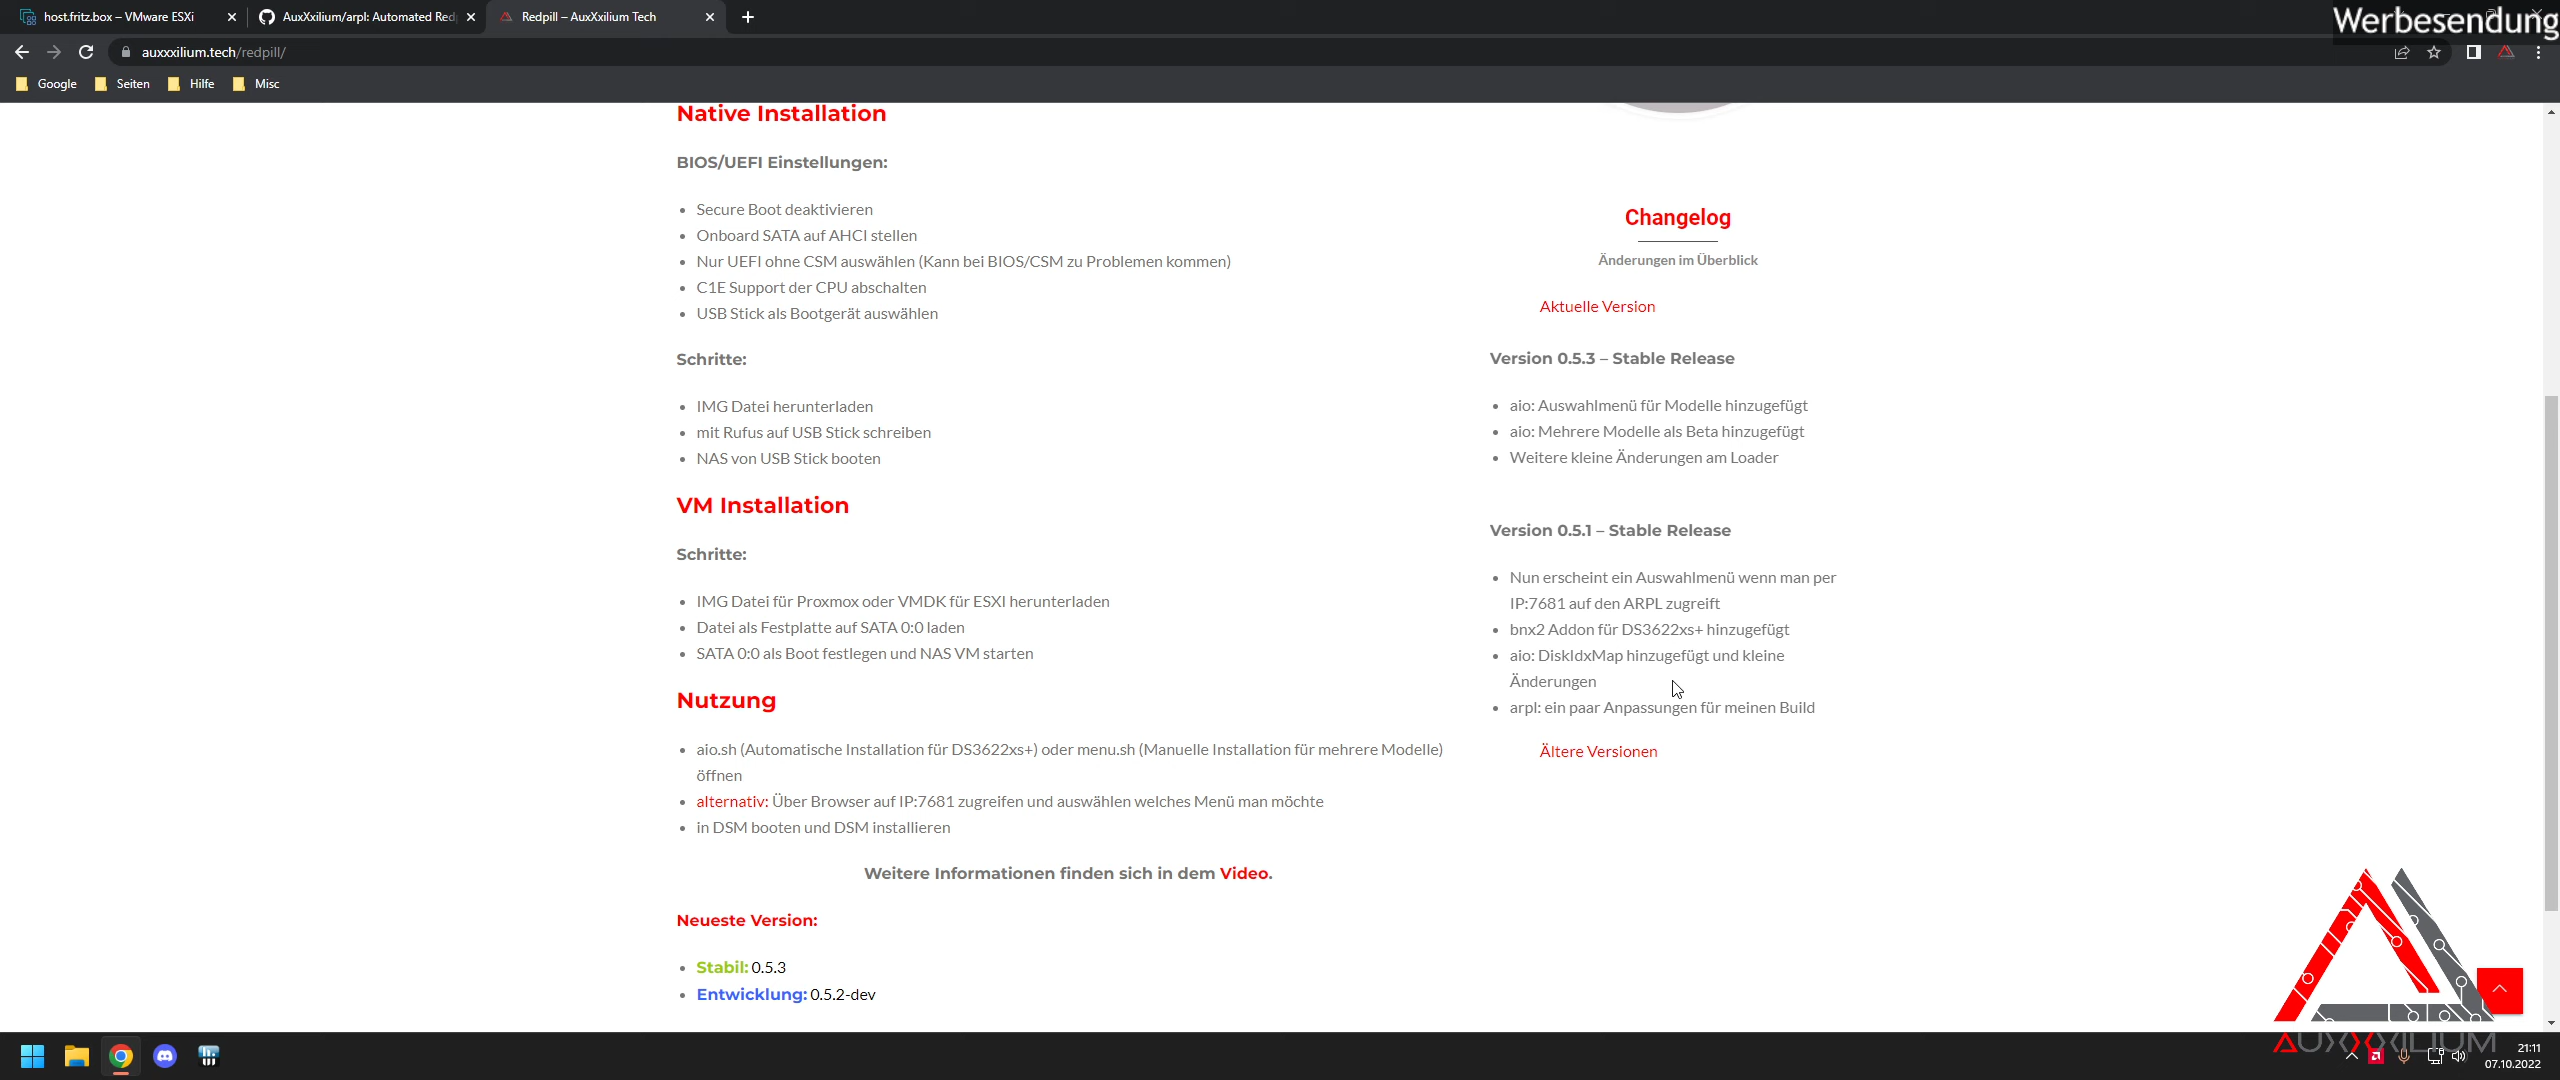 host.fritz.box – VMware ESXi
AuxXxilium/arpl: Automated Red
Redpill – AuxXxilium Tech
Werbesendung
auxxxilium.tech/redpill/
Google
Seiten
Hilfe
Misc
Native Installation
BIOS/UEFI Einstellungen:
• Secure Boot deaktivieren
• Onboard SATA auf AHCI stellen
• Nur UEFI ohne CSM auswählen (Kann bei BIOS/CSM zu Problemen kommen)
• C1E Support der CPU abschalten
• USB Stick als Bootgerät auswählen
Schritte:
• IMG Datei herunterladen
• mit Rufus auf USB Stick schreiben
• NAS von USB Stick booten
VM Installation
Schritte:
• IMG Datei für Proxmox oder VMDK für ESXI herunterladen
• Datei als Festplatte auf SATA 0:0 laden
• SATA 0:0 als Boot festlegen und NAS VM starten
Nutzung
• aio.sh (Automatische Installation für DS3622xs+) oder menu.sh (Manuelle Installation für mehrere Modelle)
öffnen
• alternativ: Über Browser auf IP:7681 zugreifen und auswählen welches Menü man möchte
• in DSM booten und DSM installieren
Weitere Informationen finden sich in dem Video.
Neueste Version:
• Stabil: 0.5.3
• Entwicklung: 0.5.2-dev
Changelog
Änderungen im Überblick
Aktuelle Version
Version 0.5.3 – Stable Release
• aio: Auswahlmenü für Modelle hinzugefügt
• aio: Mehrere Modelle als Beta hinzugefügt
• Weitere kleine Änderungen am Loader
Version 0.5.1 – Stable Release
• Nun erscheint ein Auswahlmenü wenn man per
IP:7681 auf den ARPL zugreift
• bnx2 Addon für DS3622xs+ hinzugefügt
• aio: DiskIdxMap hinzugefügt und kleine
Änderungen
• arpl: ein paar Anpassungen für meinen Build
Ältere Versionen
AUXXXILIUM
21:11
07.10.2022